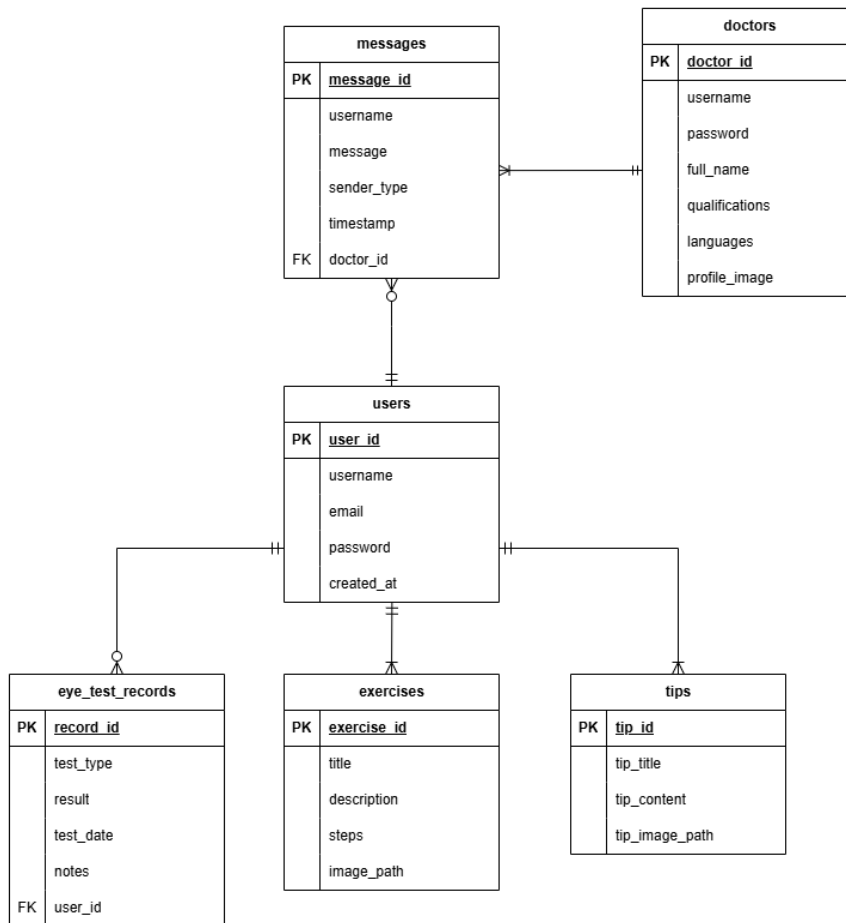 messages
PK message_id
username
message
sender_type
timestamp
FK doctor_id
doctors
PK doctor_id
username
password
full_name
qualifications
languages
profile_image
users
PK user_id
username
email
password
created_at
eye_test_records
PK record_id
test_type
result
test_date
notes
FK user_id
exercises
PK exercise_id
title
description
steps
image_path
tips
PK tip_id
tip_title
tip_content
tip_image_path